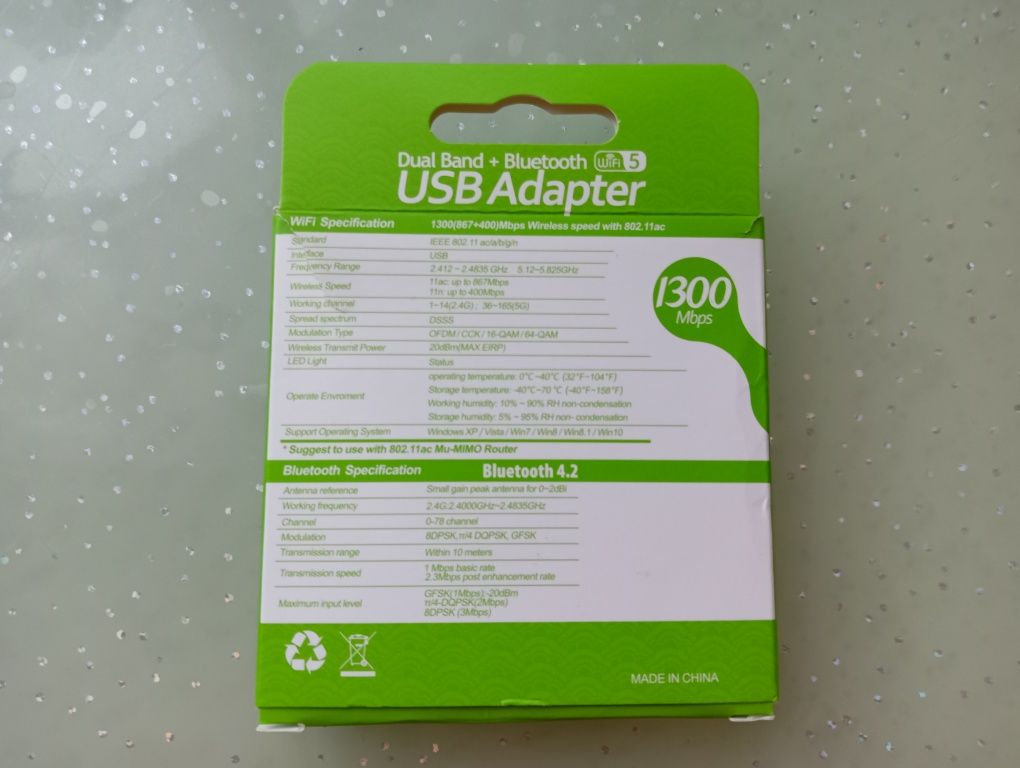 Dual Band + Bluetooth WiFi 5
USB Adapter
WiFi Specification 1300(867+400)Mbps Wireless speed with 802.11ac
Standard IEEE 802.11 ac/a/b/g/n
Interface USB
Frequency Range 2.412 ~ 2.4835 GHz 5.12~5.825GHz
Wireless Speed 11ac: up to 867Mbps
11n: up to 400Mbps
Working channel 1~14(2.4G) ; 36~165(5G)
Spread spectrum DSSS
Modulation Type OFDM / CCK / 16-QAM / 64-QAM
Wireless Transmit Power 20dBm(MAX EIRP)
LED Light Status
Operate Enviroment operating temperature: 0℃~40℃ (32°F~104°F)
Storage temperature: -40℃~70 ℃ (-40°F~158°F)
Working humidity: 10% ~ 90% RH non-condensation
Storage humidity: 5% ~ 95% RH non- condensation
Support Operating System Windows XP / Vista / Win7 / Win8 / Win8.1 / Win10
* Suggest to use with 802.11ac Mu-MIMO Router
1300
Mbps
Bluetooth Specification Bluetooth 4.2
Antenna reference Small gain peak antenna for 0~2dBi
Working frequency 2.4G:2.4000GHz~2.4835GHz
Channel 0-78 channel
Modulation 8DPSK,π/4 DQPSK, GFSK
Transmission range Within 10 meters
Transmission speed 1 Mbps basic rate
2.3Mbps post enhancement rate
Maximum input level GFSK(1Mbps):-20dBm
π/4-DQPSK(2Mbps)
8DPSK (3Mbps)
MADE IN CHINA